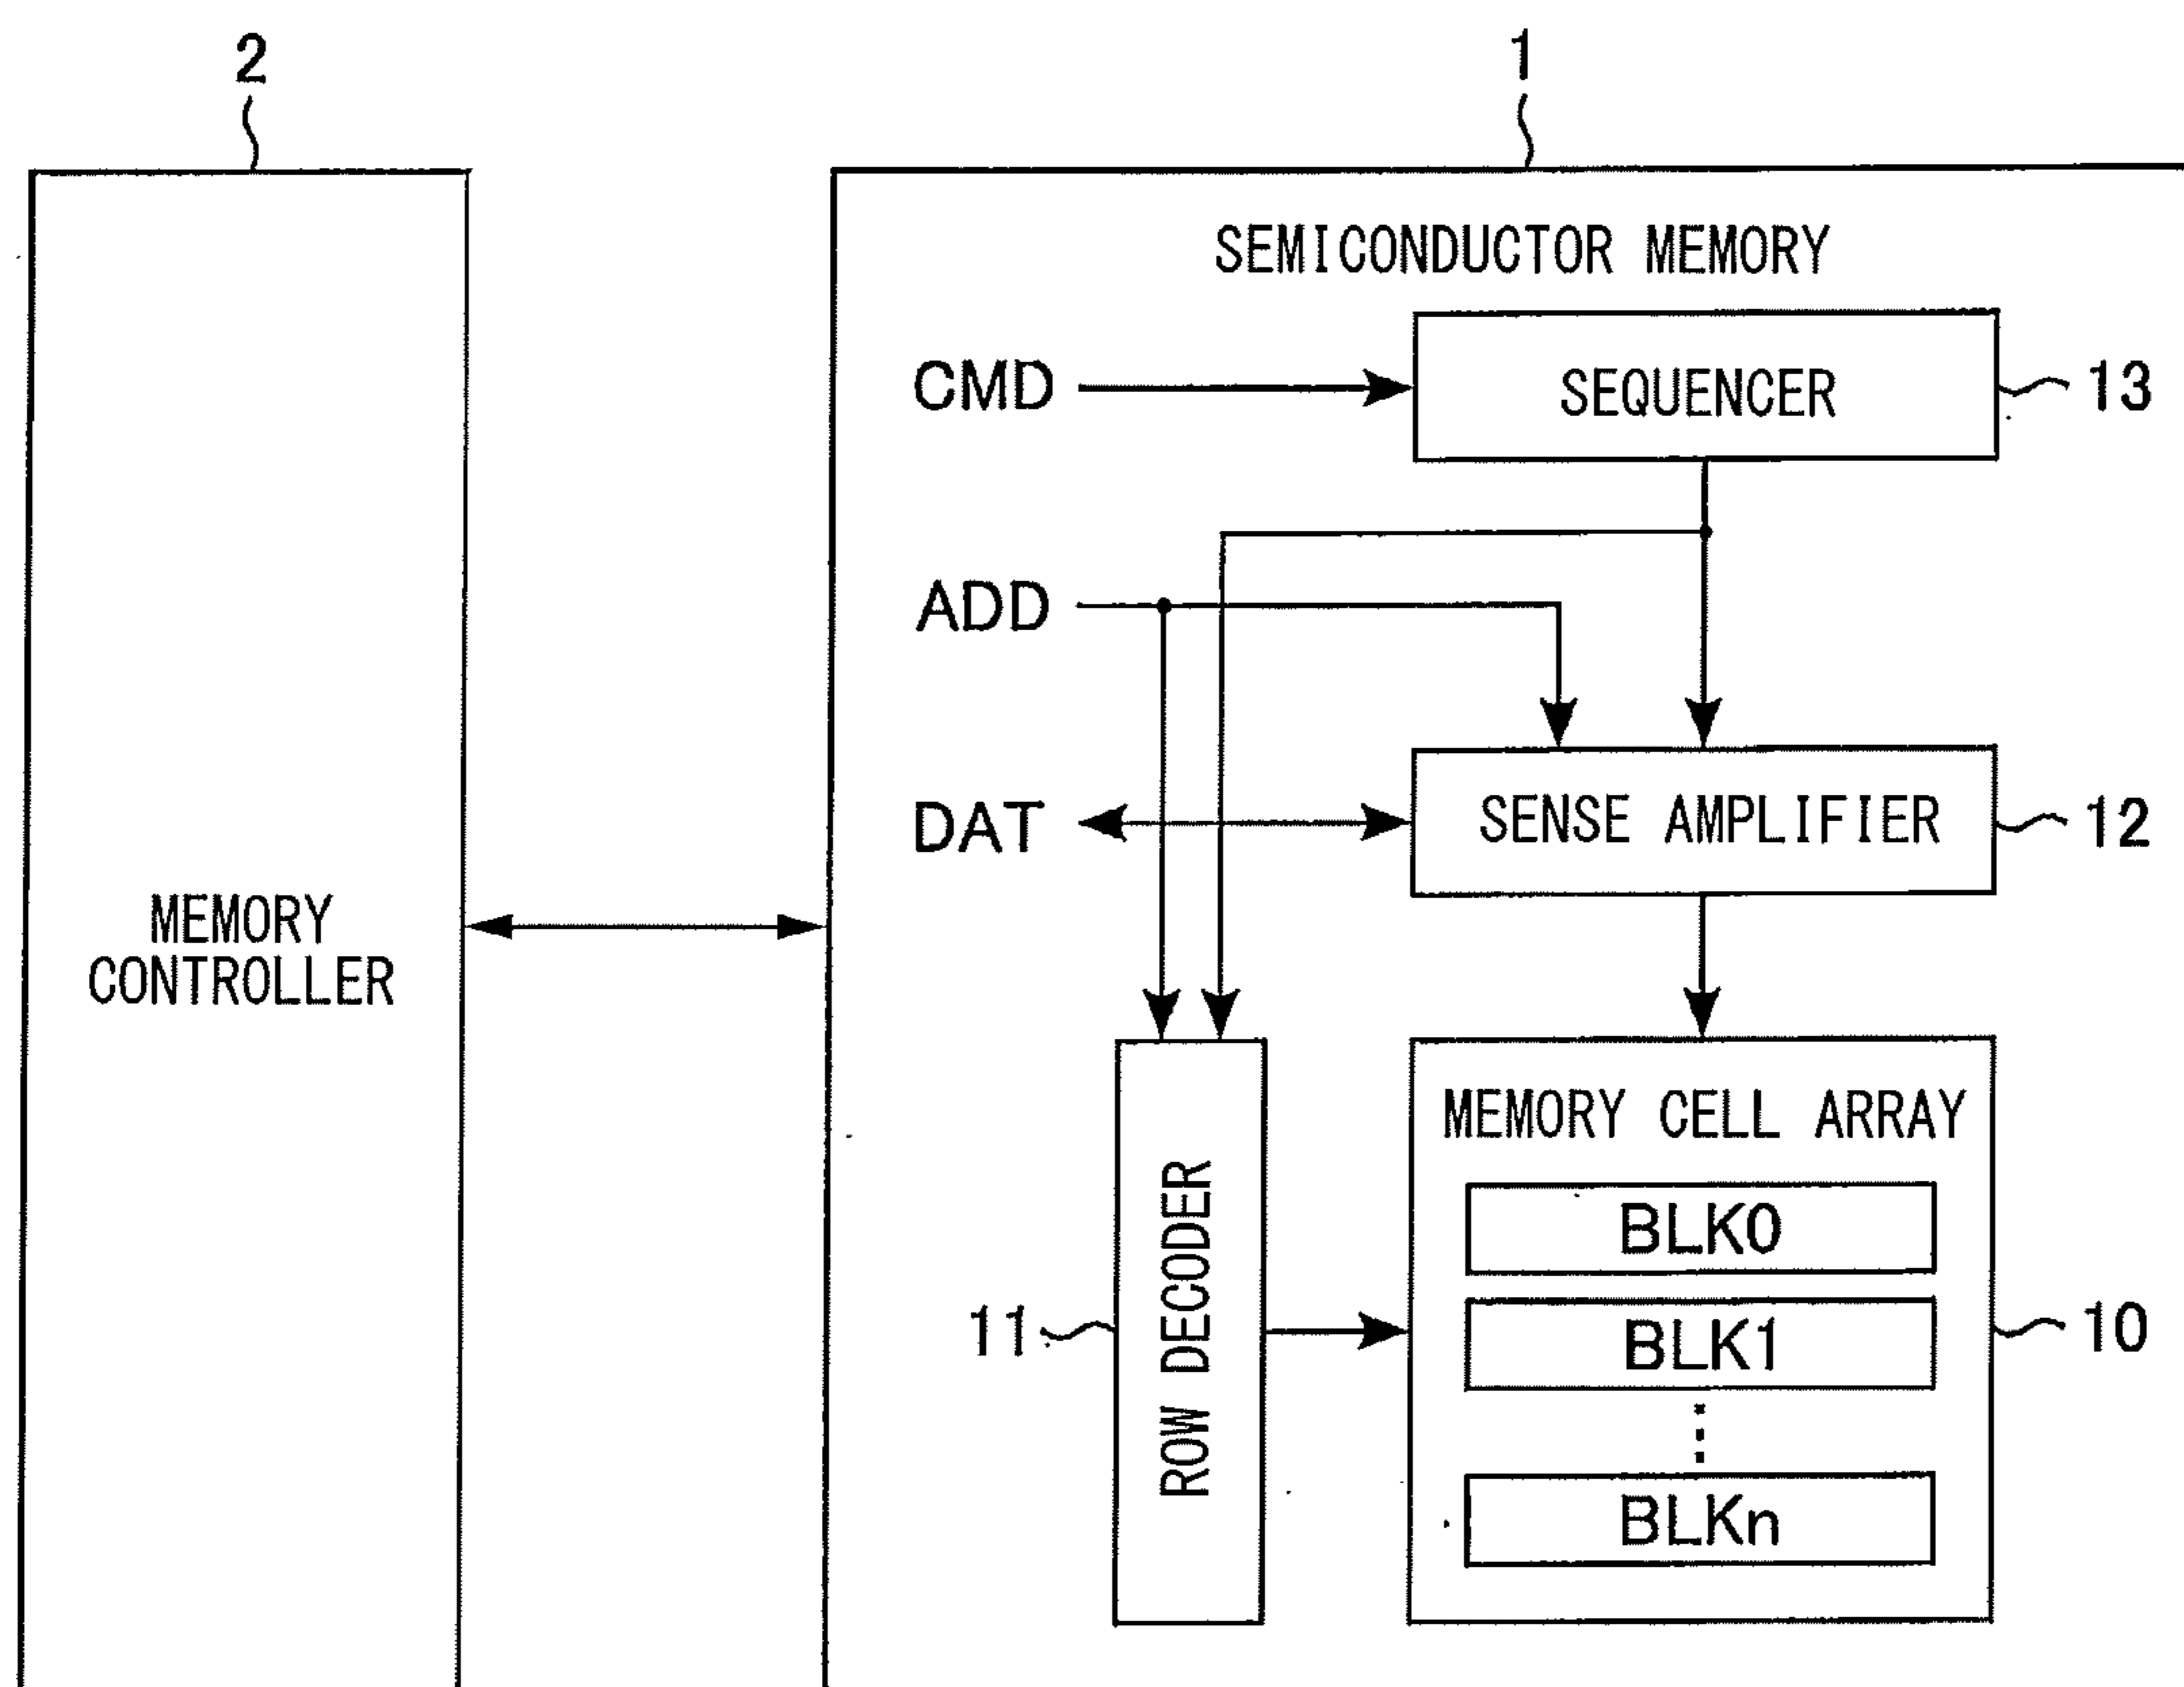 2
1
SEMICONDUCTOR MEMORY
CMD
SEQUENCER
13
ADD
DAT
SENSE AMPLIFIER
12
MEMORY
CONTROLLER
MEMORY CELL ARRAY
BLK0
11
ROW DECODER
BLK1
10
BLKn